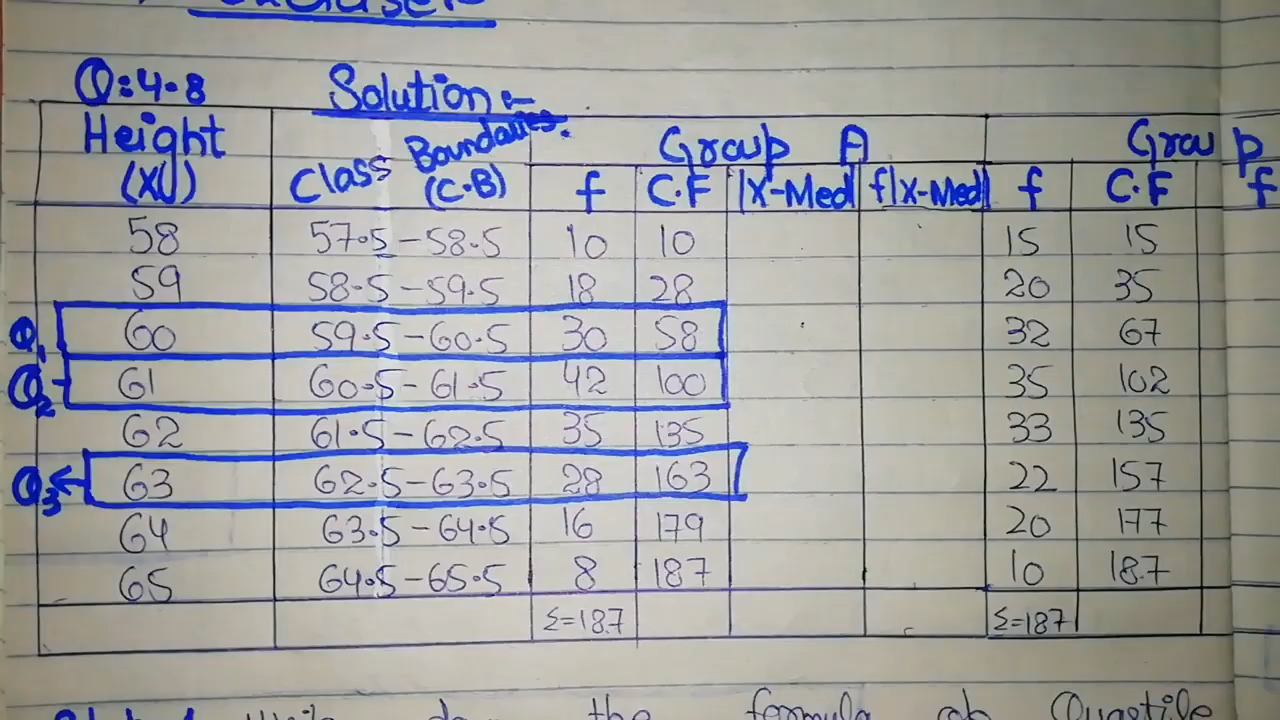 Exercise:-
Q:4.8 Solution:-
Height (X) Class Boundaries. (C.B) Group A Group
f C.F |X-Med| f|X-Med| f C.F f
58 57.5-58.5 10 10 15 15
59 58.5-59.5 18 28 20 35
Q1 60 59.5-60.5 30 58 32 67
Q2 61 60.5-61.5 42 100 35 102
62 61.5-62.5 35 135 33 135
Q3 63 62.5-63.5 28 163 22 157
64 63.5-64.5 16 179 20 177
65 64.5-65.5 8 187 10 187
Σ=187 Σ=187
the formula of Quartile